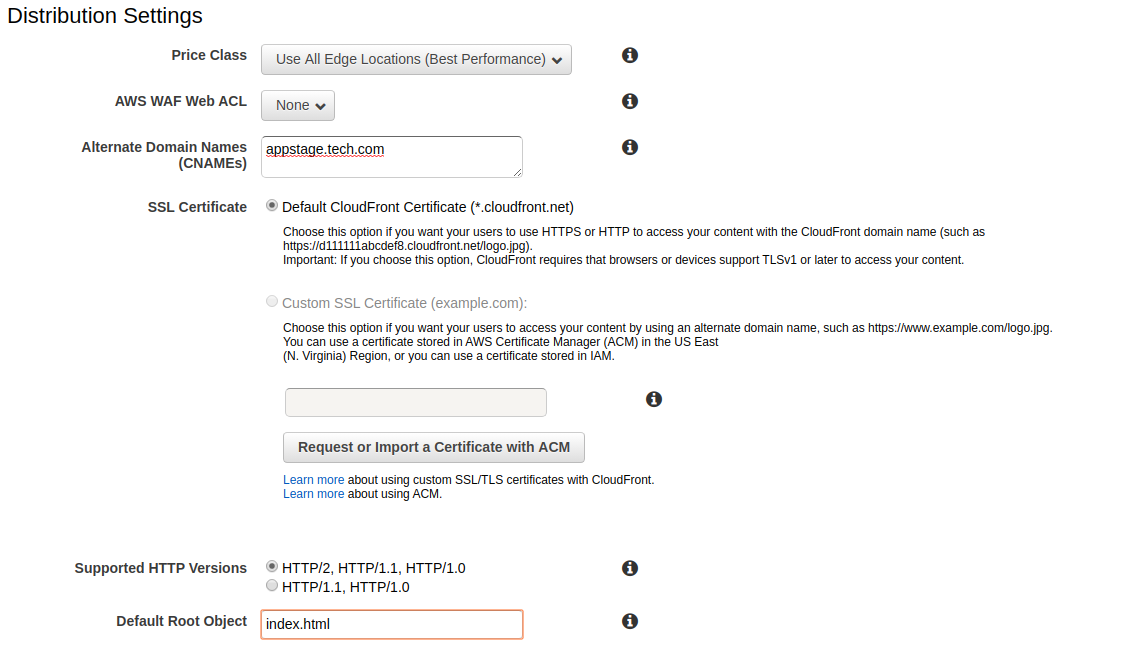 Distribution Settings
Price Class
Use All Edge Locations (Best Performance)
AWS WAF Web ACL
None
Alternate Domain Names
(CNAMEs)
appstage.tech.com
SSL Certificate
Default CloudFront Certificate (*.cloudfront.net)
Choose this option if you want your users to use HTTPS or HTTP to access your content with the CloudFront domain name (such as
https://d111111abcdef8.cloudfront.net/logo.jpg).
Important: If you choose this option, CloudFront requires that browsers or devices support TLSv1 or later to access your content.
Custom SSL Certificate (example.com):
Choose this option if you want your users to access your content by using an alternate domain name, such as https://www.example.com/logo.jpg.
You can use a certificate stored in AWS Certificate Manager (ACM) in the US East
(N. Virginia) Region, or you can use a certificate stored in IAM.
Request or Import a Certificate with ACM
Learn more about using custom SSL/TLS certificates with CloudFront.
Learn more about using ACM.
Supported HTTP Versions
HTTP/2, HTTP/1.1, HTTP/1.0
HTTP/1.1, HTTP/1.0
Default Root Object
index.html